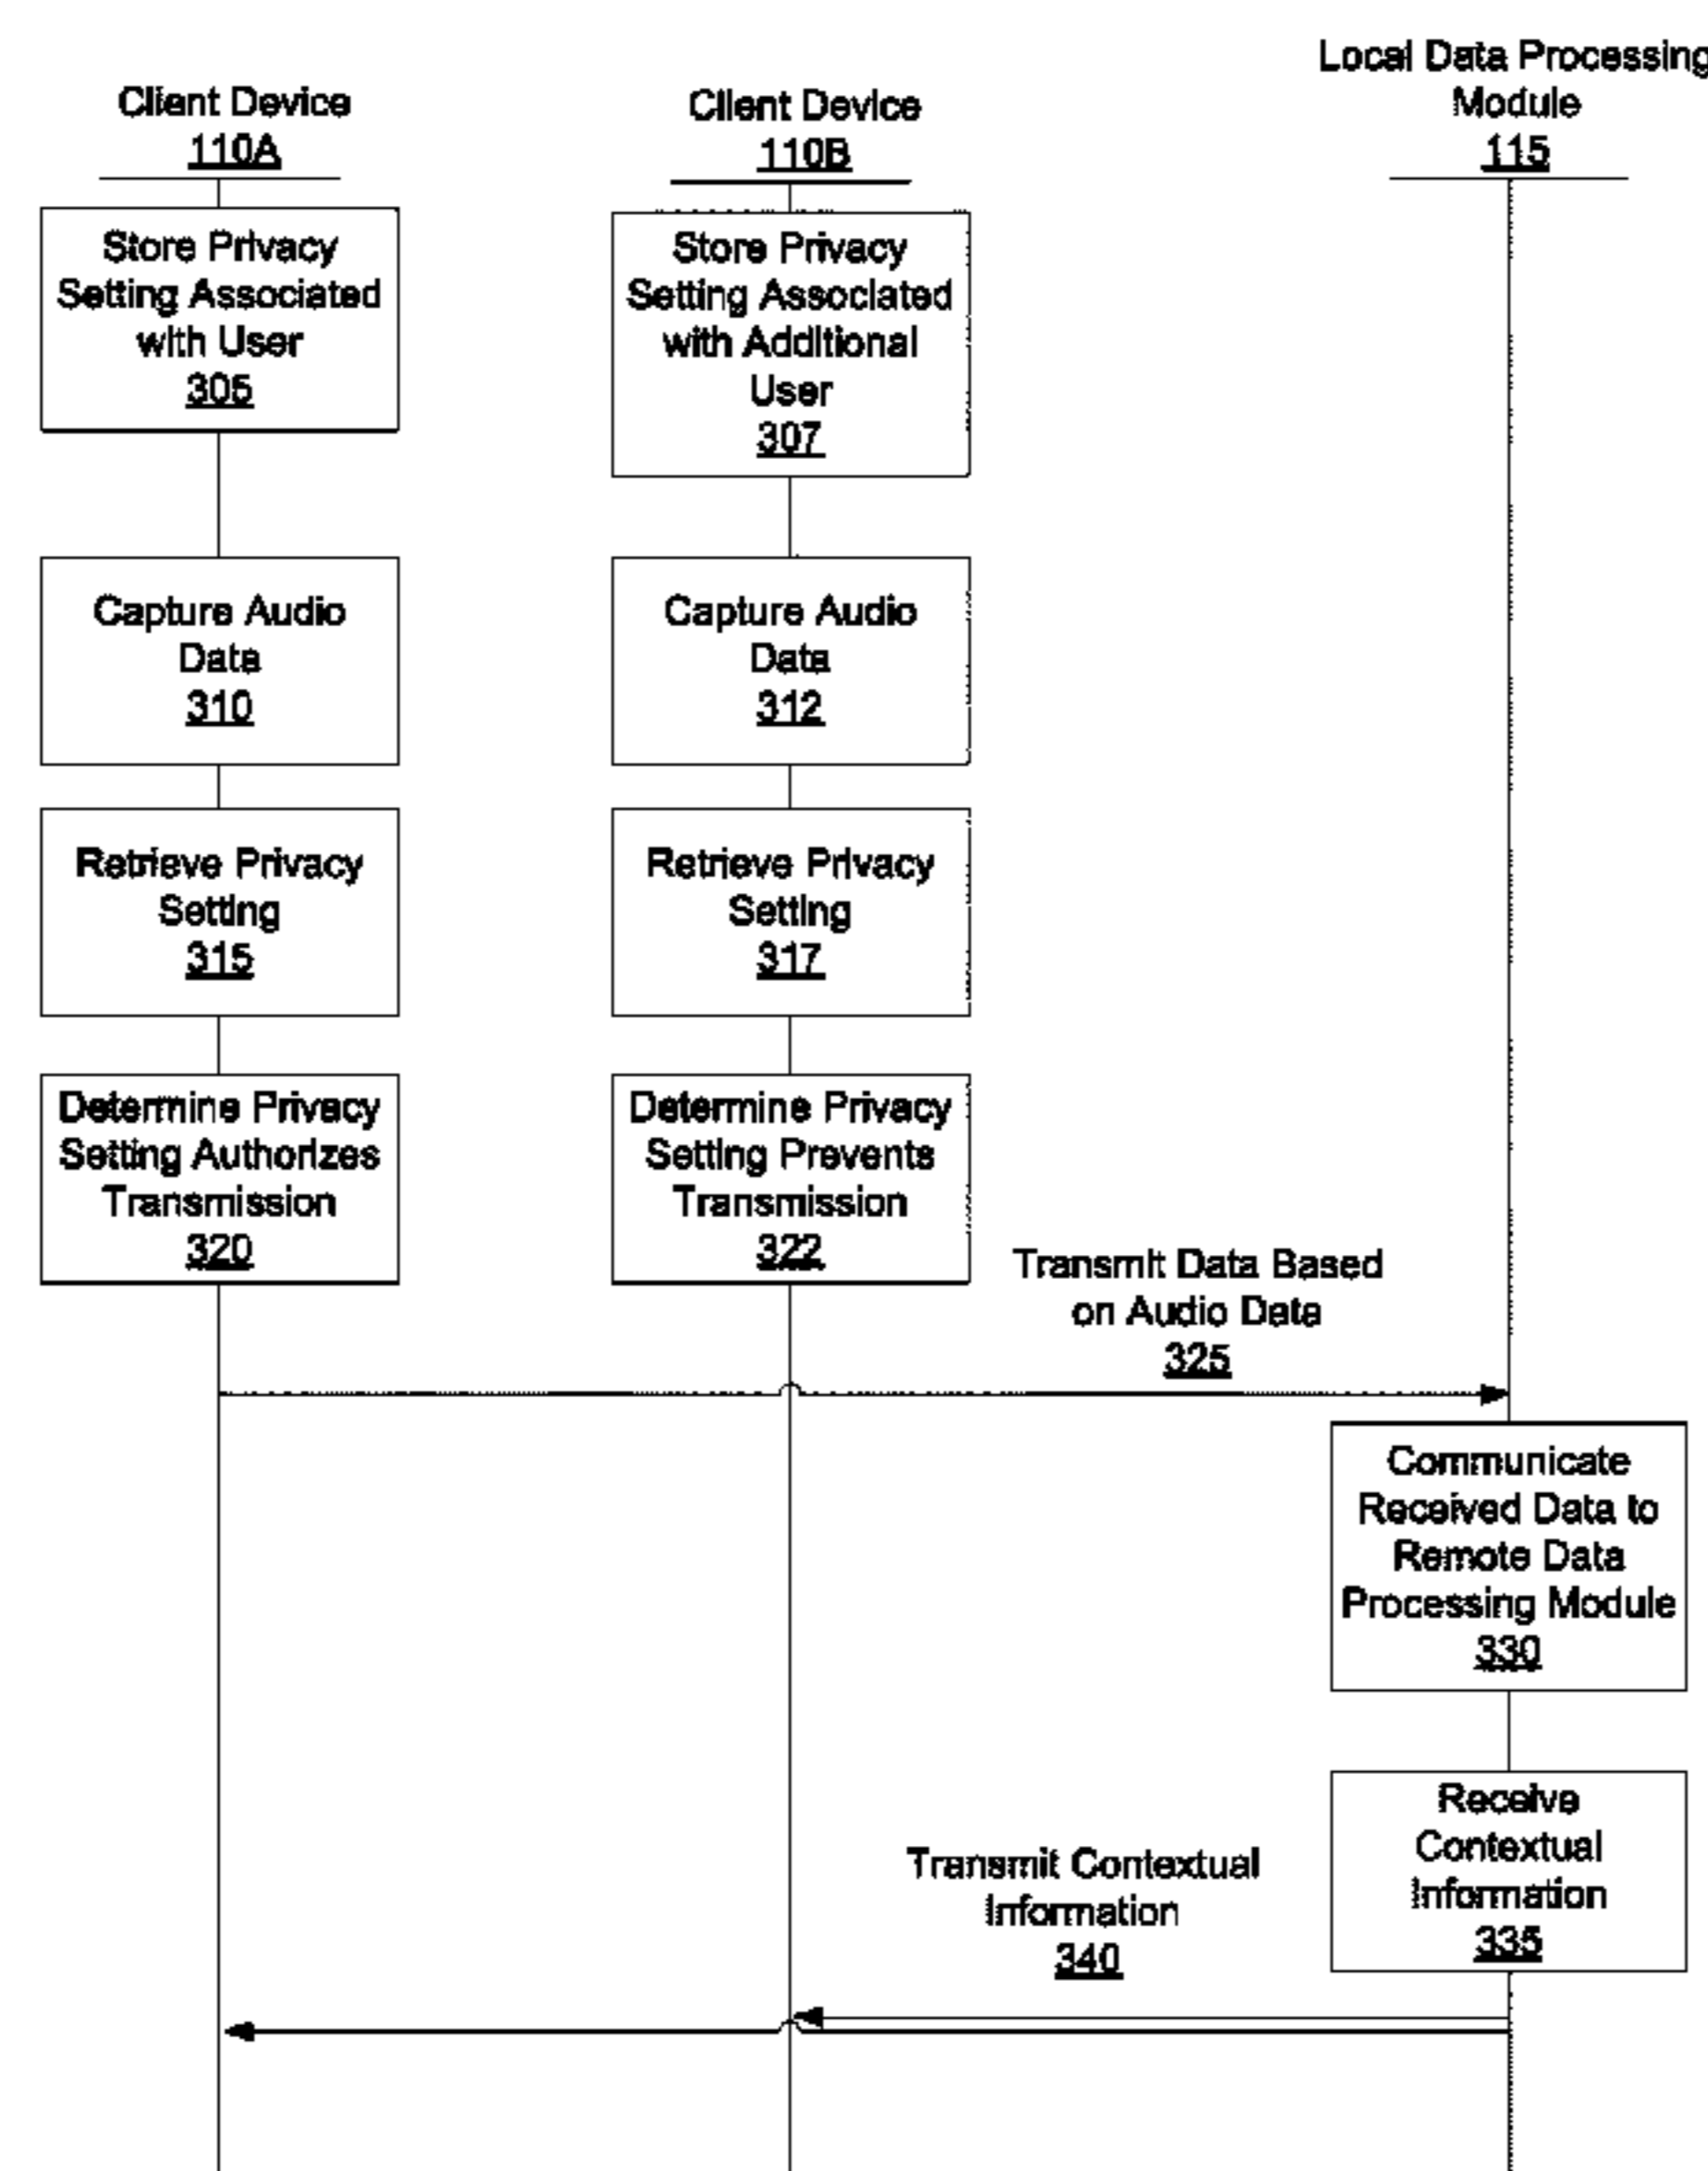 Client Device
110A
Client Device
110B
Local Data Processing
Module
115
Store Privacy
Setting Associated
with User
305
Store Privacy
Setting Associated
with Additional
User
307
Capture Audio
Data
310
Capture Audio
Data
312
Retrieve Privacy
Setting
315
Retrieve Privacy
Setting
317
Determine Privacy
Setting Authorizes
Transmission
320
Determine Privacy
Setting Prevents
Transmission
322
Transmit Data Based
on Audio Data
325
Communicate
Received Data to
Remote Data
Processing Module
330
Receive
Contextual
Information
335
Transmit Contextual
Information
340